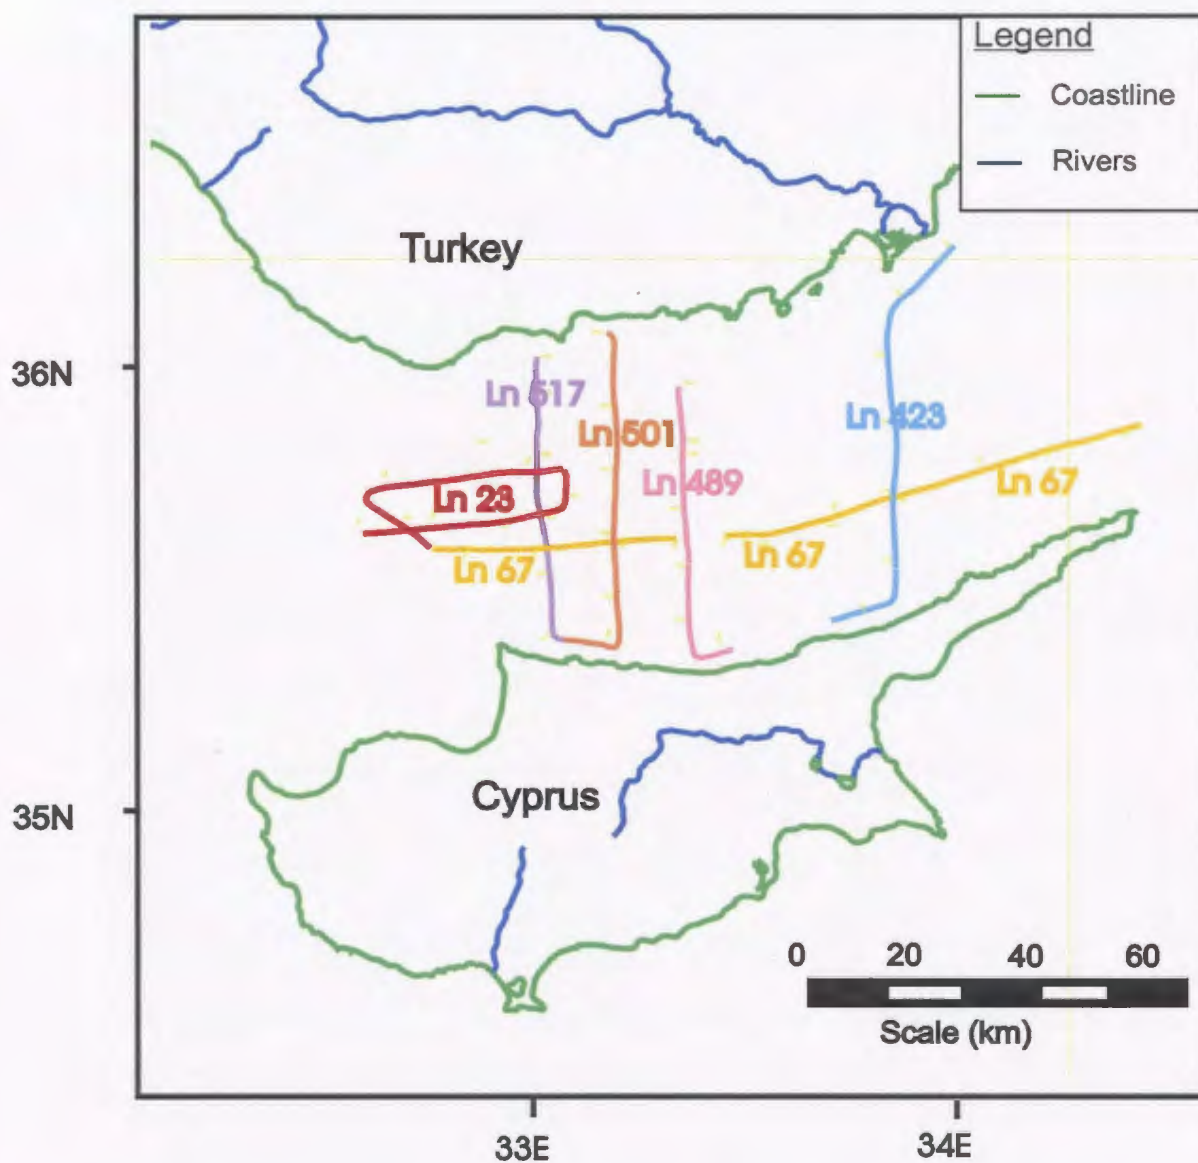 Legend
Coastline
Rivers
Turkey
36N
Ln 517
Ln 501
Ln 423
Ln 489
Ln 67
Ln 23
Ln 67
Ln 67
Cyprus
35N
0 20 40 60
Scale (km)
33E 34E